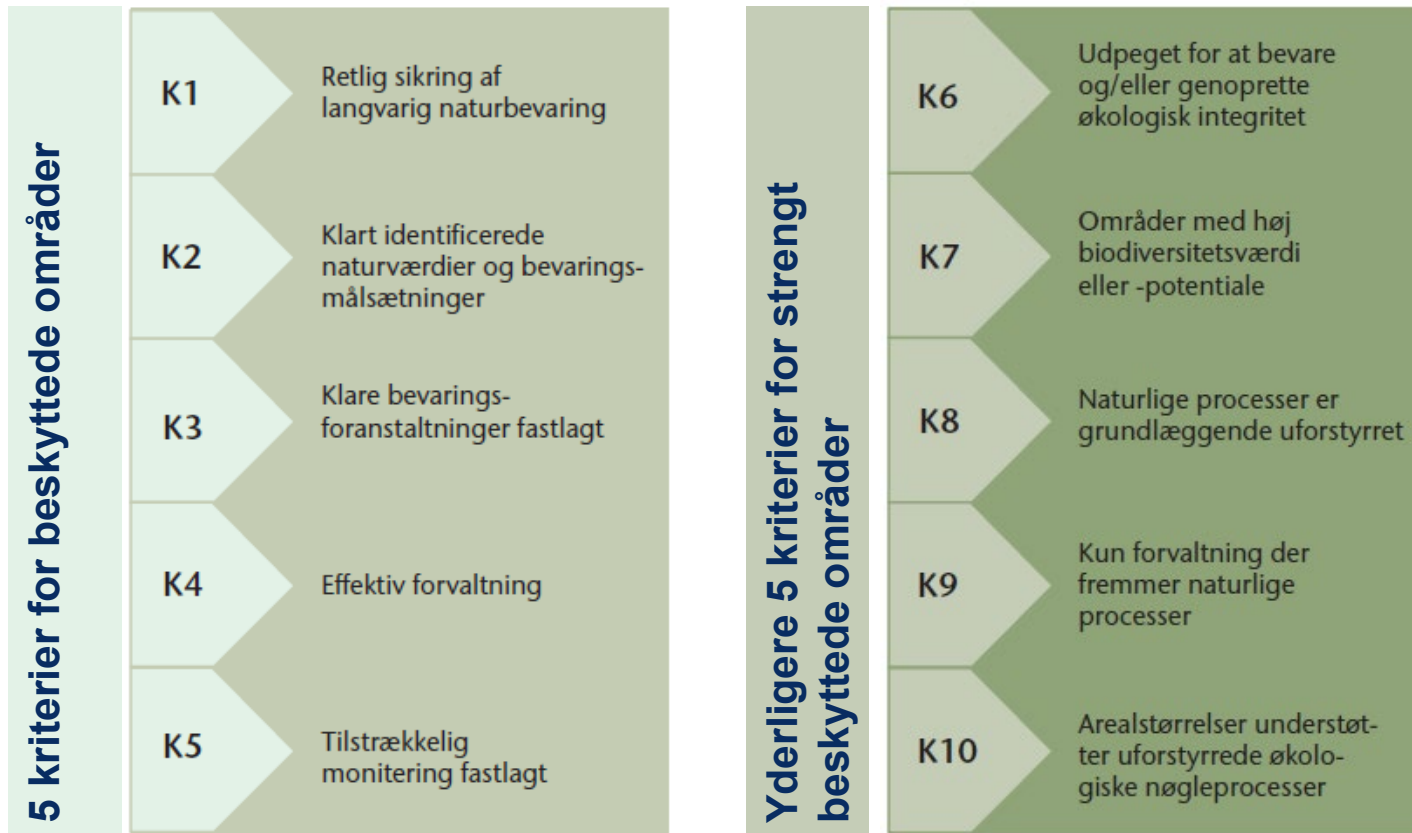 5 kriterier for beskyttede områder
K1
Retlig sikring af
langvarig naturbevaring
K2
Klart identificerede
naturværdier og bevarings-
målsætninger
K3
Klare bevarings-
foranstaltninger fastlagt
K4
Effektiv forvaltning
K5
Tilstrækkelig
monitering fastlagt
Yderligere 5 kriterier for strengt
beskyttede områder
K6
Udpeget for at bevare
og/eller genoprette
økologisk integritet
K7
Områder med høj
biodiversitetsværdi
eller -potentiale
K8
Naturlige processer er
grundlæggende uforstyrret
K9
Kun forvaltning der
fremmer naturlige
processer
K10
Arealstørrelser understøt-
ter uforstyrrede økolo-
giske nøgleprocesser